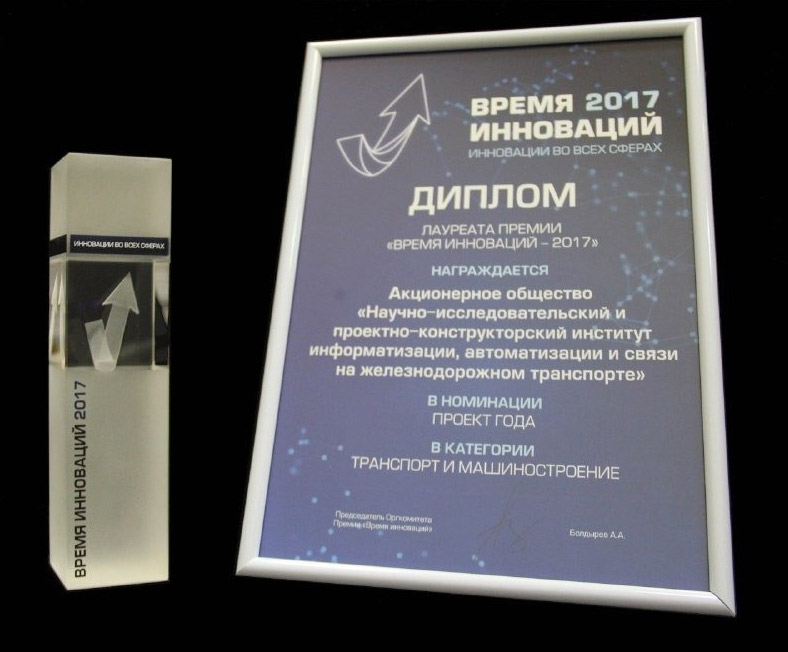 ИННОВАЦИИ ВО ВСЕХ СФЕРАХ
ВРЕМЯ ИННОВАЦИЙ 2017
ВРЕМЯ 2017
ИННОВАЦИЙ
ИННОВАЦИИ ВО ВСЕХ СФЕРАХ
ДИПЛОМ
ЛАУРЕАТА ПРЕМИИ
«ВРЕМЯ ИННОВАЦИЙ – 2017»
НАГРАЖДАЕТСЯ
Акционерное общество
«Научно-исследовательский и
проектно-конструкторский институт
информатизации, автоматизации и связи
на железнодорожном транспорте»
В НОМИНАЦИИ
ПРОЕКТ ГОДА
В КАТЕГОРИИ
ТРАНСПОРТ И МАШИНОСТРОЕНИЕ
Председатель Оргкомитета
Премии «Время инноваций»
Болдырев А.А.